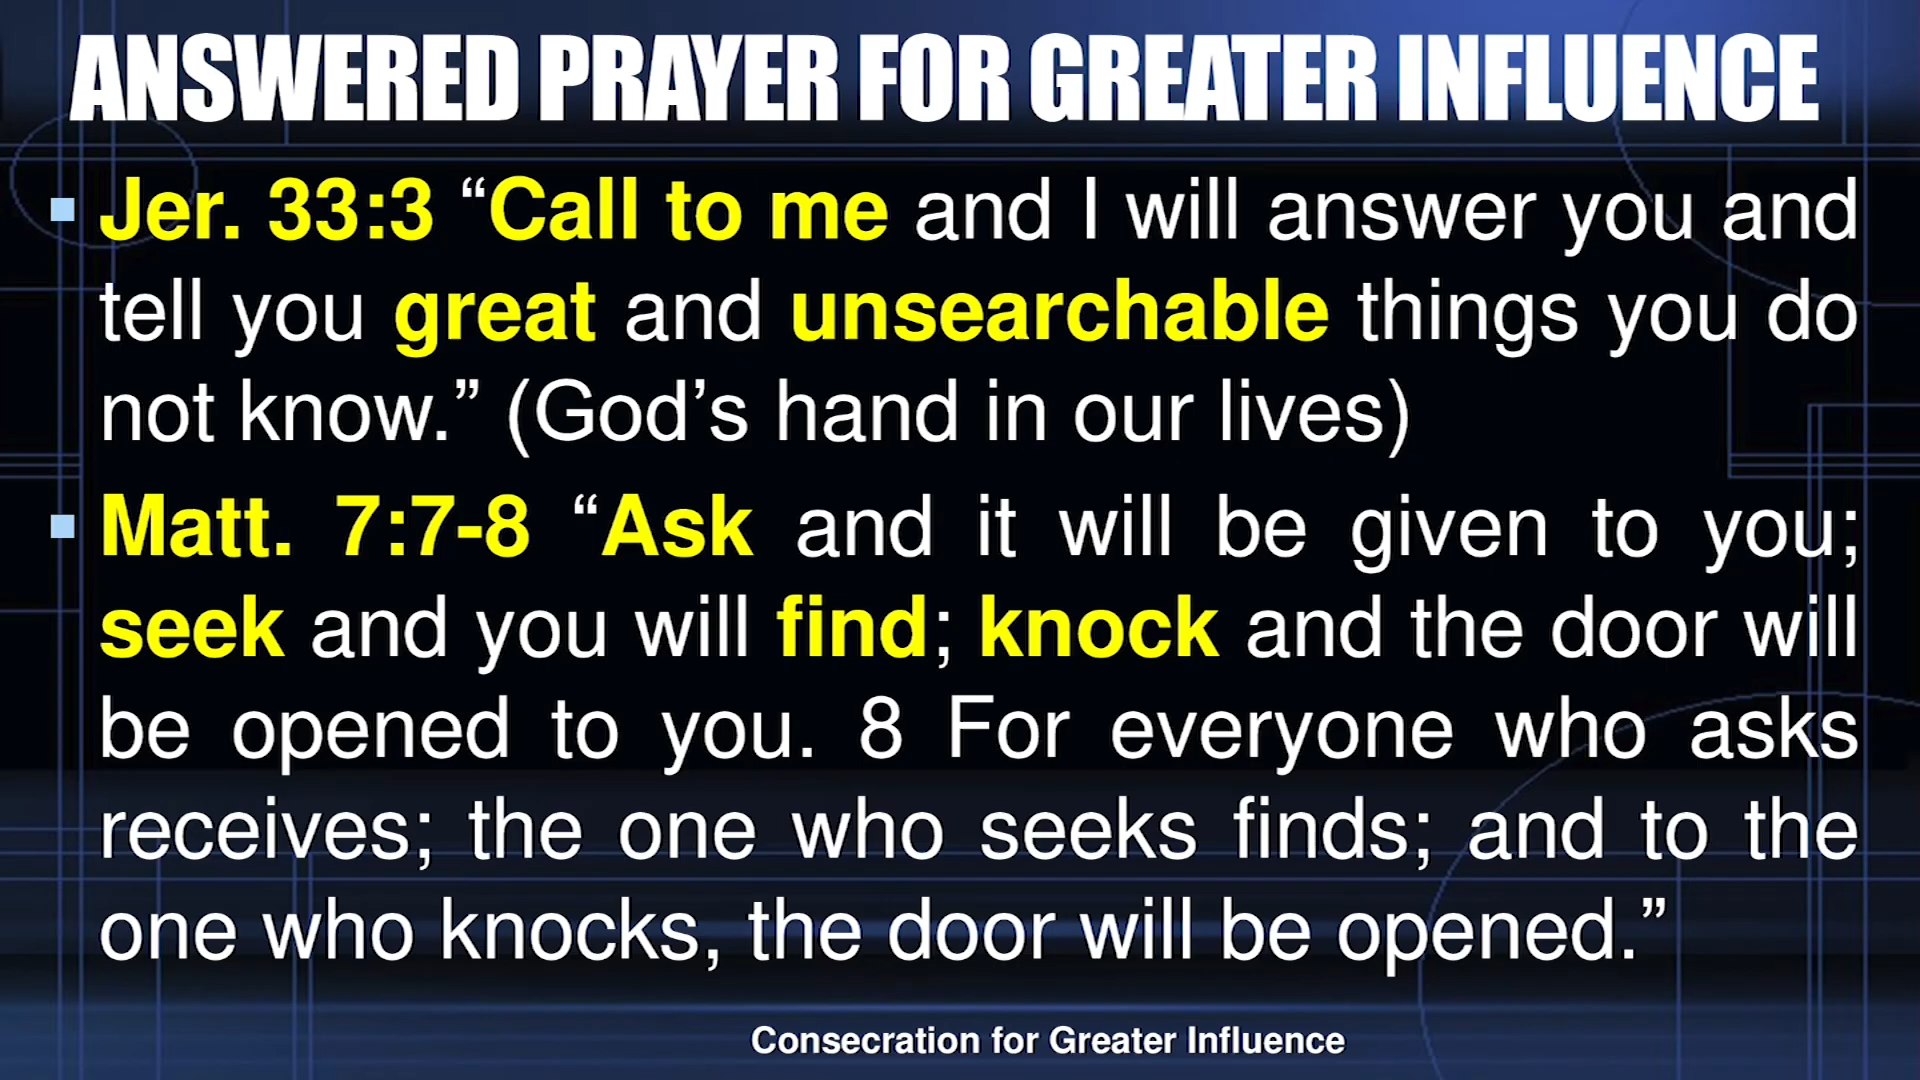 ANSWERED PRAYER FOR GREATER INFLUENCE
▪ Jer. 33:3 “Call to me and I will answer you and
tell you great and unsearchable things you do
not know.” (God’s hand in our lives)
▪ Matt. 7:7-8 “Ask and it will be given to you;
seek and you will find; knock and the door will
be opened to you. 8 For everyone who asks
receives; the one who seeks finds; and to the
one who knocks, the door will be opened.”
Consecration for Greater Influence